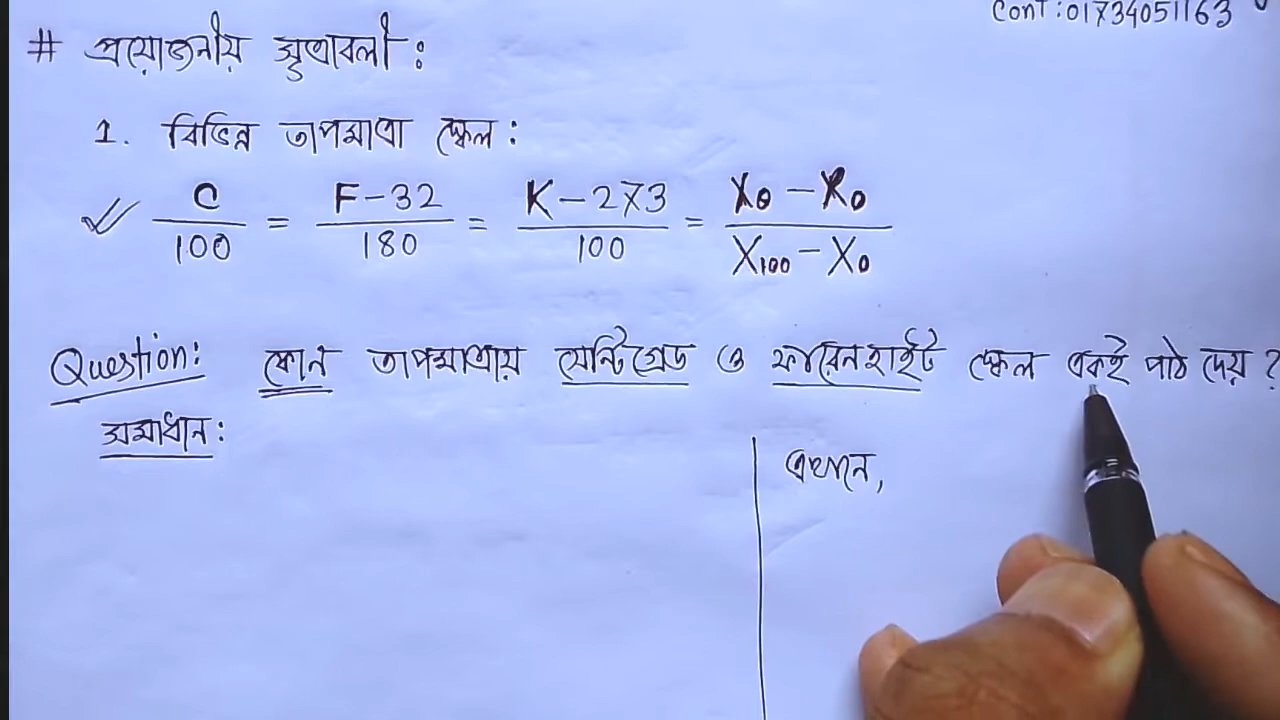 Cont:01734051163
# প্রয়োজনীয় সূত্রাবলী:
1. বিভিন্ন তাপমাত্রা স্কেল:
C/100 = F-32/180 = K-273/100 = Xθ-X0/X100-X0
Question: কোন তাপমাত্রায় সেন্টিগ্রেড ও ফারেনহাইট স্কেল একই পাঠ দেয় ?
সমাধান:
এখানে,